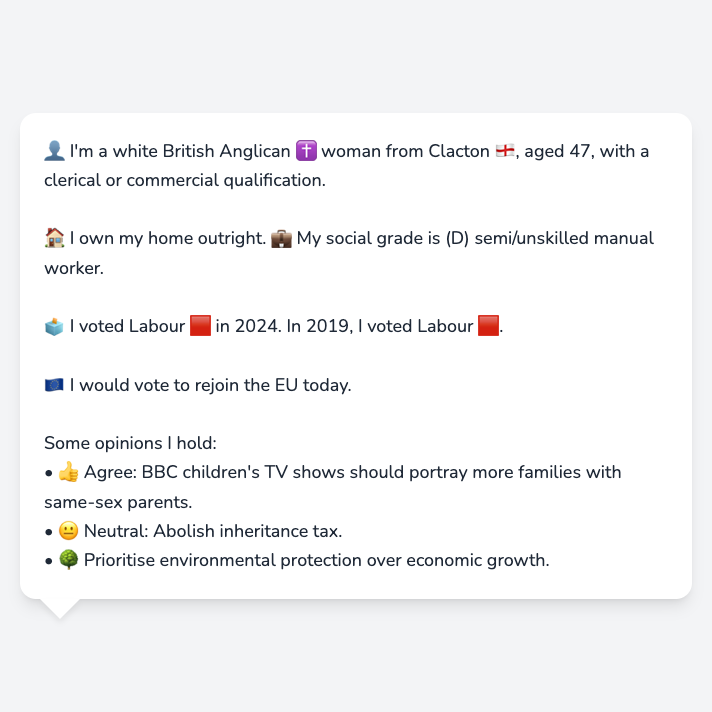 👤 I'm a white British Anglican ✝️ woman from Clacton 🏴󠁧󠁢󠁥󠁮󠁧󠁿, aged 47, with a
clerical or commercial qualification.
🏠 I own my home outright. 💼 My social grade is (D) semi/unskilled manual
worker.
🗳️ I voted Labour 🟥 in 2024. In 2019, I voted Labour 🟥.
🇪🇺 I would vote to rejoin the EU today.
Some opinions I hold:
• 👍 Agree: BBC children's TV shows should portray more families with
same-sex parents.
• 😐 Neutral: Abolish inheritance tax.
• 🌳 Prioritise environmental protection over economic growth.